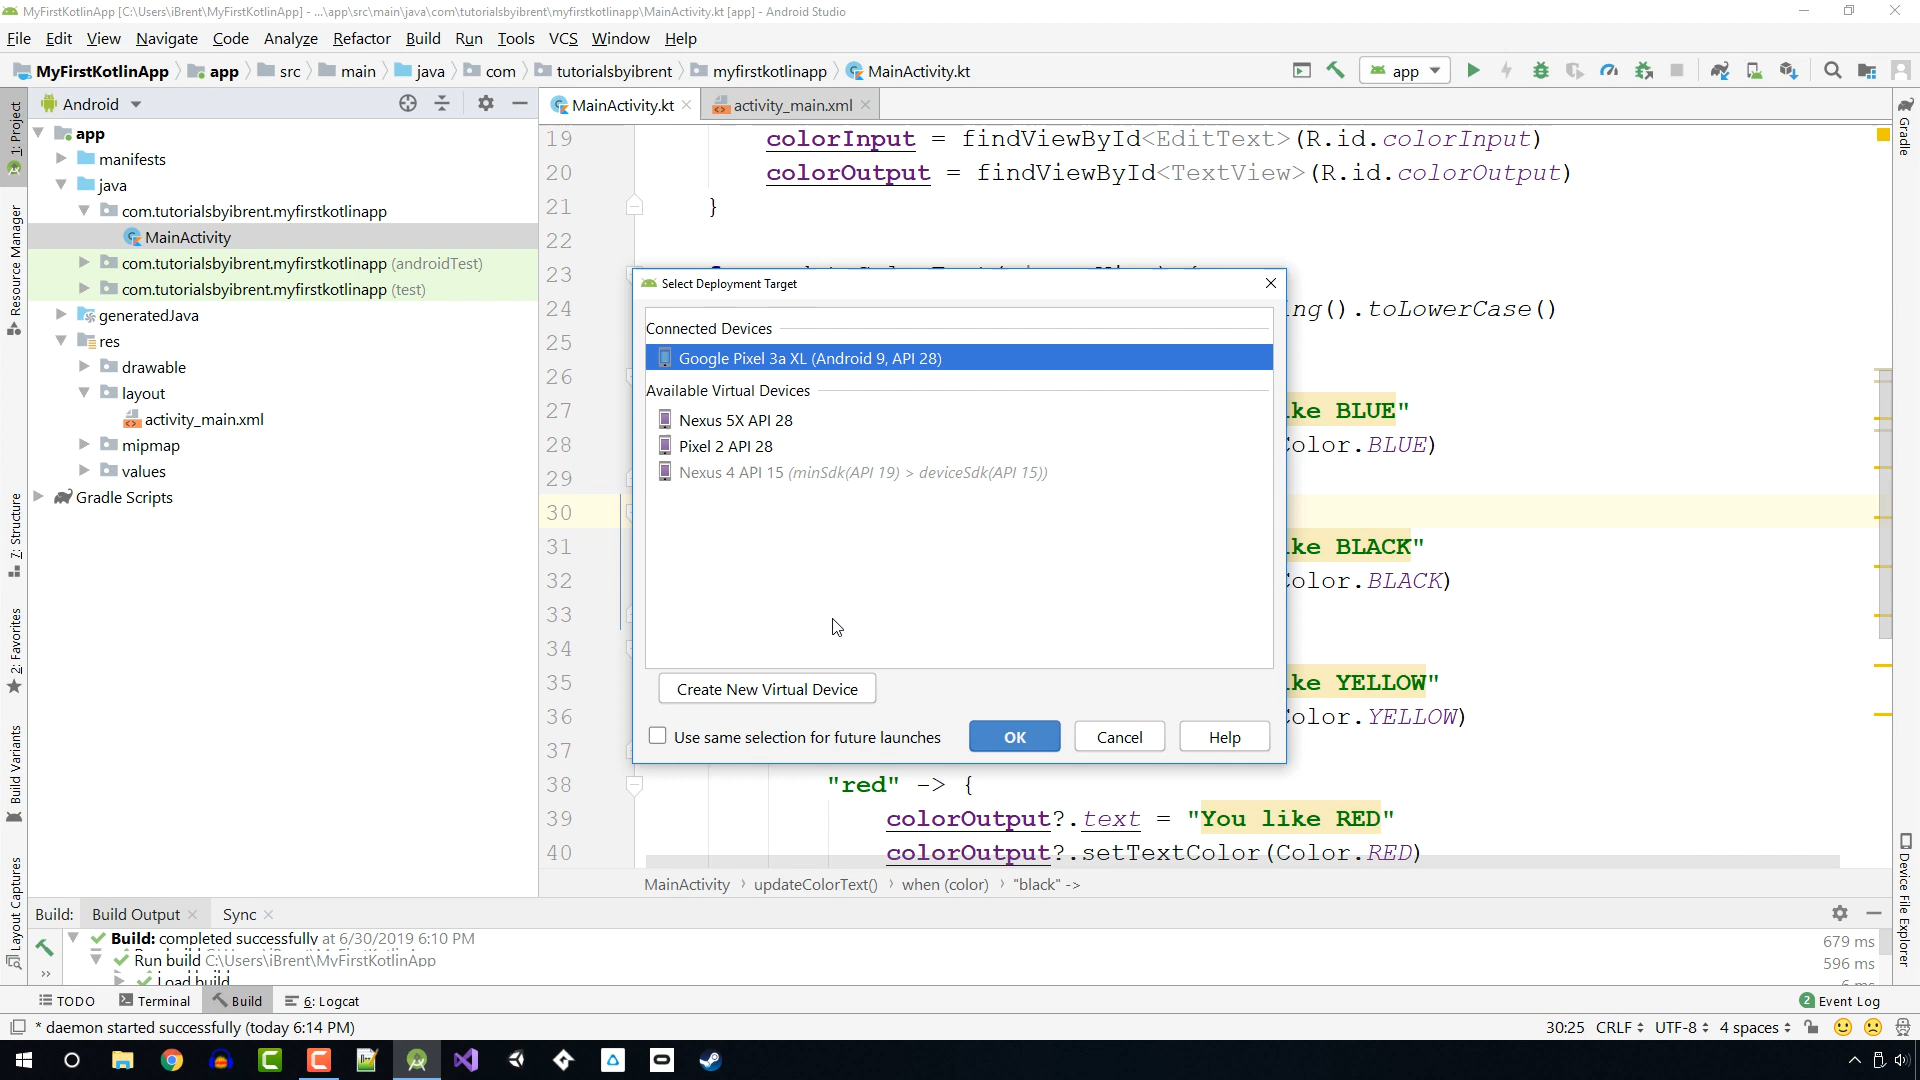 MyFirstKotlinApp [C:\Users\iBrent\MyFirstKotlinApp] - ...\app\src\main\java\com\tutorialsbyibrent\myfirstkotlinapp\MainActivity.kt [app] - Android Studio
File Edit View Navigate Code Analyze Refactor Build Run Tools VCS Window Help
MyFirstKotlinApp app src main java com tutorialsbyibrent myfirstkotlinapp MainActivity.kt
app
Android
MainActivity.kt activity_main.xml
1: Project
Resource Manager
7: Structure
2: Favorites
Build Variants
Layout Captures
app
manifests
java
com.tutorialsbyibrent.myfirstkotlinapp
MainActivity
com.tutorialsbyibrent.myfirstkotlinapp (androidTest)
com.tutorialsbyibrent.myfirstkotlinapp (test)
generatedJava
res
drawable
layout
activity_main.xml
mipmap
values
Gradle Scripts
19 colorInput = findViewById<EditText>(R.id.colorInput)
20 colorOutput = findViewById<TextView>(R.id.colorOutput)
21 }
22
23
24 ng().toLowerCase()
25
26
27 ke BLUE"
28 olor.BLUE)
29
30
31 ke BLACK"
32 olor.BLACK)
33
34
35 ke YELLOW"
36 olor.YELLOW)
37
38 "red" -> {
39 colorOutput?.text = "You like RED"
40 colorOutput?.setTextColor(Color.RED)
Select Deployment Target
Connected Devices
Google Pixel 3a XL (Android 9, API 28)
Available Virtual Devices
Nexus 5X API 28
Pixel 2 API 28
Nexus 4 API 15 (minSdk(API 19) > deviceSdk(API 15))
Create New Virtual Device
Use same selection for future launches OK Cancel Help
MainActivity › updateColorText() › when (color) › "black" ->
Gradle
Device File Explorer
Build: Build Output Sync
Build: completed successfully at 6/30/2019 6:10 PM 679 ms
Run build C:\Users\iBrent\MyFirstKotlinApp 596 ms
Load build 6 ms
TODO Terminal Build 6: Logcat 2 Event Log
* daemon started successfully (today 6:14 PM) 30:25 CRLF UTF-8 4 spaces